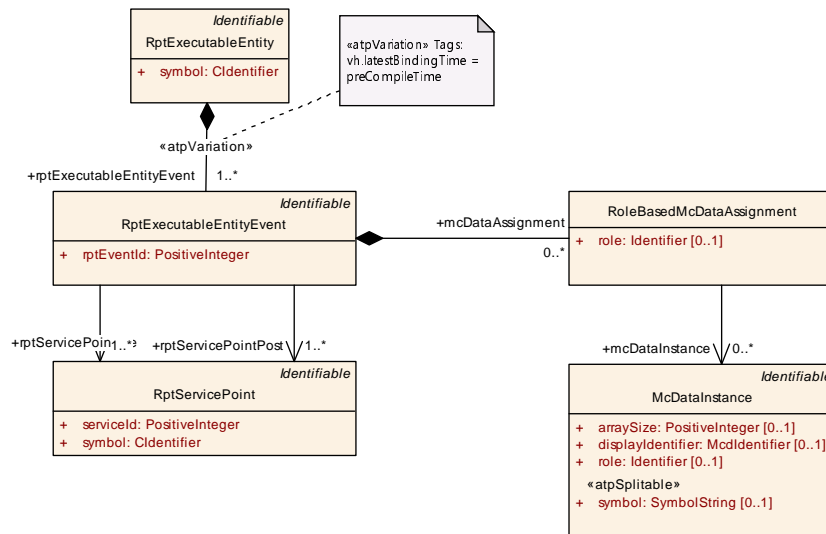 Identifiable
RptExecutableEntity
+ symbol: CIdentifier
«atpVariation» Tags:
vh.latestBindingTime =
preCompileTime
«atpVariation»
+rptExecutableEntityEvent 1..*
Identifiable
RptExecutableEntityEvent
+ rptEventId: PositiveInteger
+mcDataAssignment
0..*
RoleBasedMcDataAssignment
+ role: Identifier [0..1]
1..*
+rptServicePointPost 1..*
+mcDataInstance 0..*
Identifiable
RptServicePoint
+ serviceId: PositiveInteger
+ symbol: CIdentifier
Identifiable
McDataInstance
+ arraySize: PositiveInteger [0..1]
+ displayIdentifier: McdIdentifier [0..1]
+ role: Identifier [0..1]
«atpSplitable»
+ symbol: SymbolString [0..1]